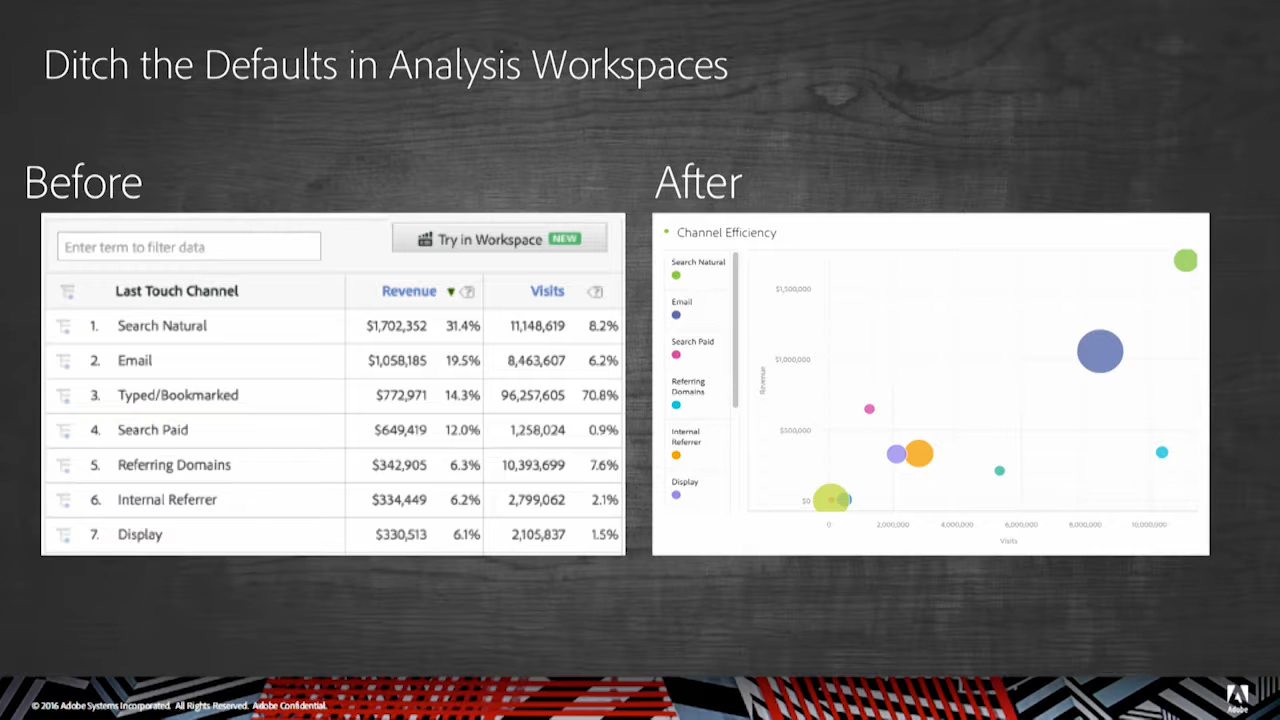 Ditch the Defaults in Analysis Workspaces
Before
Enter term to filter data
Try in Workspace NEW
Last Touch Channel Revenue Visits
1. Search Natural $1,702,352 31.4% 11,148,619 8.2%
2. Email $1,058,185 19.5% 8,463,607 6.2%
3. Typed/Bookmarked $772,971 14.3% 96,257,605 70.8%
4. Search Paid $649,419 12.0% 1,258,024 0.9%
5. Referring Domains $342,905 6.3% 10,393,699 7.6%
6. Internal Referrer $334,449 6.2% 2,799,062 2.1%
7. Display $330,513 6.1% 2,105,837 1.5%
After
Channel Efficiency
Search Natural
Email
Search Paid
Referring
Domains
Internal
Referrer
Display
Revenue
$1,500,000
$1,000,000
$500,000
$0
0 2,000,000 4,000,000 6,000,000 8,000,000 10,000,000
Visits
© 2016 Adobe Systems Incorporated. All Rights Reserved. Adobe Confidential.
Adobe